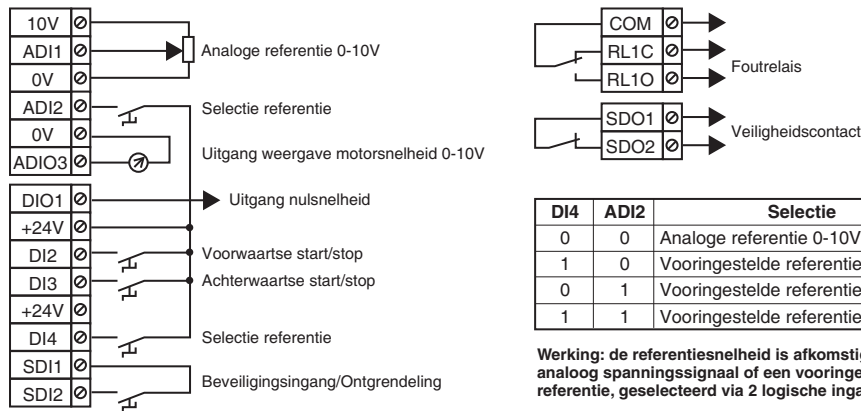 10V
ADI1
Analoge referentie 0-10V
0V
ADI2
Selectie referentie
0V
Uitgang weergave motorsnelheid 0-10V
ADIO3
DIO1
Uitgang nulsnelheid
+24V
DI2
Voorwaartse start/stop
DI3
Achterwaartse start/stop
+24V
DI4
Selectie referentie
SDI1
Beveiligingsingang/Ontgrendeling
SDI2
COM
RL1C
Foutrelais
RL1O
SDO1
Veiligheidscontact
SDO2
DI4 ADI2 Selectie
0 0 Analoge referentie 0-10V
1 0 Vooringestelde referentie
0 1 Vooringestelde referentie
1 1 Vooringestelde referentie
Werking: de referentiesnelheid is
analoog spanningssignaal of een
referentie, geselecteerd via 2 logische